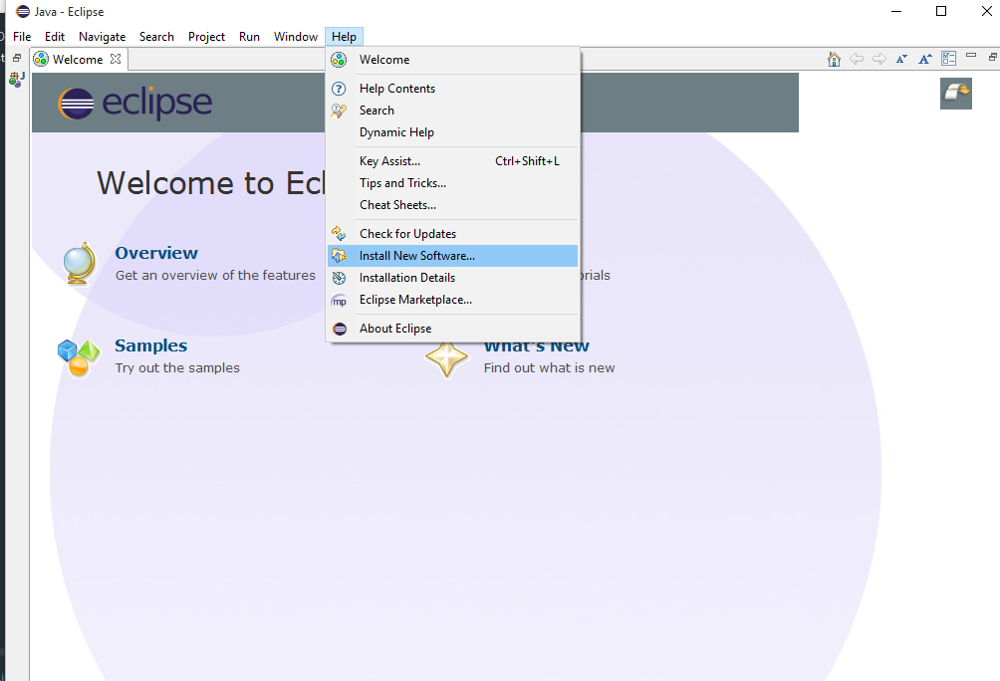 Java - Eclipse
File Edit Navigate Search Project Run Window Help
Welcome
Welcome
Help Contents
Search
Dynamic Help
Key Assist... Ctrl+Shift+L
Tips and Tricks...
Cheat Sheets...
Check for Updates
Install New Software...
Installation Details
Eclipse Marketplace...
About Eclipse
eclipse
Welcome to Ecl
Overview
Get an overview of the features
Samples
Try out the samples
What's New
Find out what is new